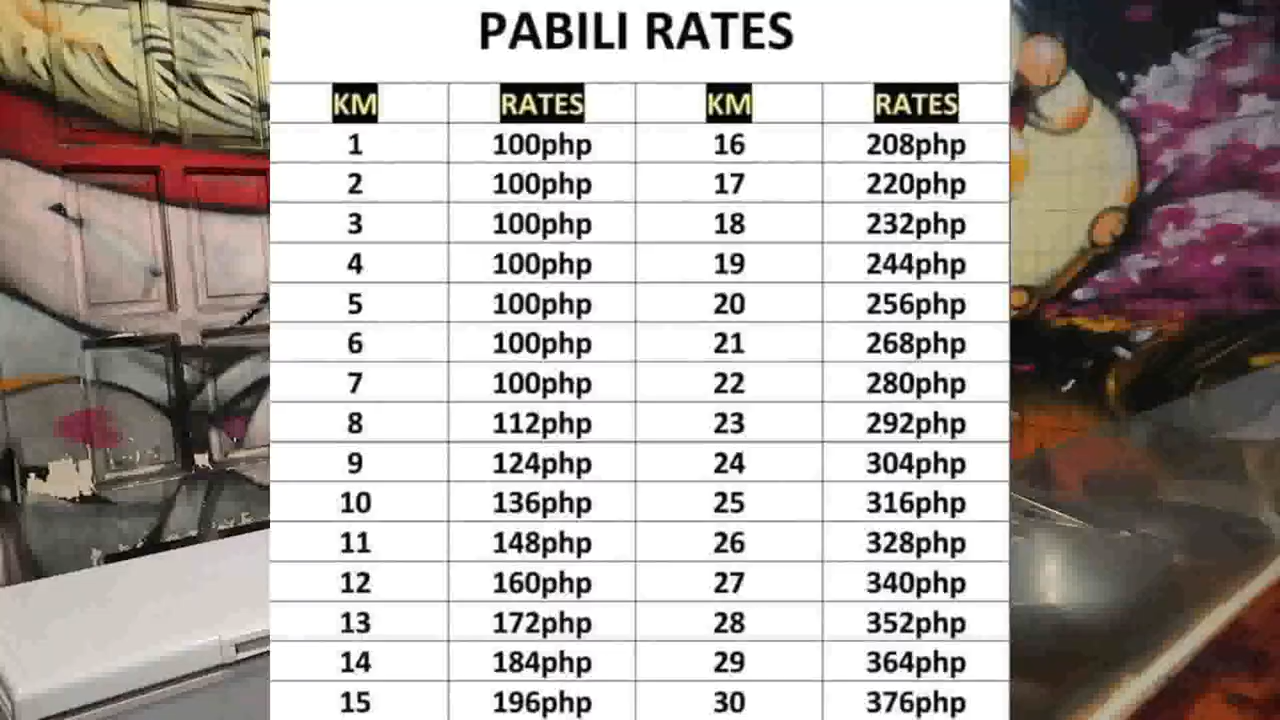 PABILI RATES
KM RATES KM RATES
1 100php 16 208php
2 100php 17 220php
3 100php 18 232php
4 100php 19 244php
5 100php 20 256php
6 100php 21 268php
7 100php 22 280php
8 112php 23 292php
9 124php 24 304php
10 136php 25 316php
11 148php 26 328php
12 160php 27 340php
13 172php 28 352php
14 184php 29 364php
15 196php 30 376php